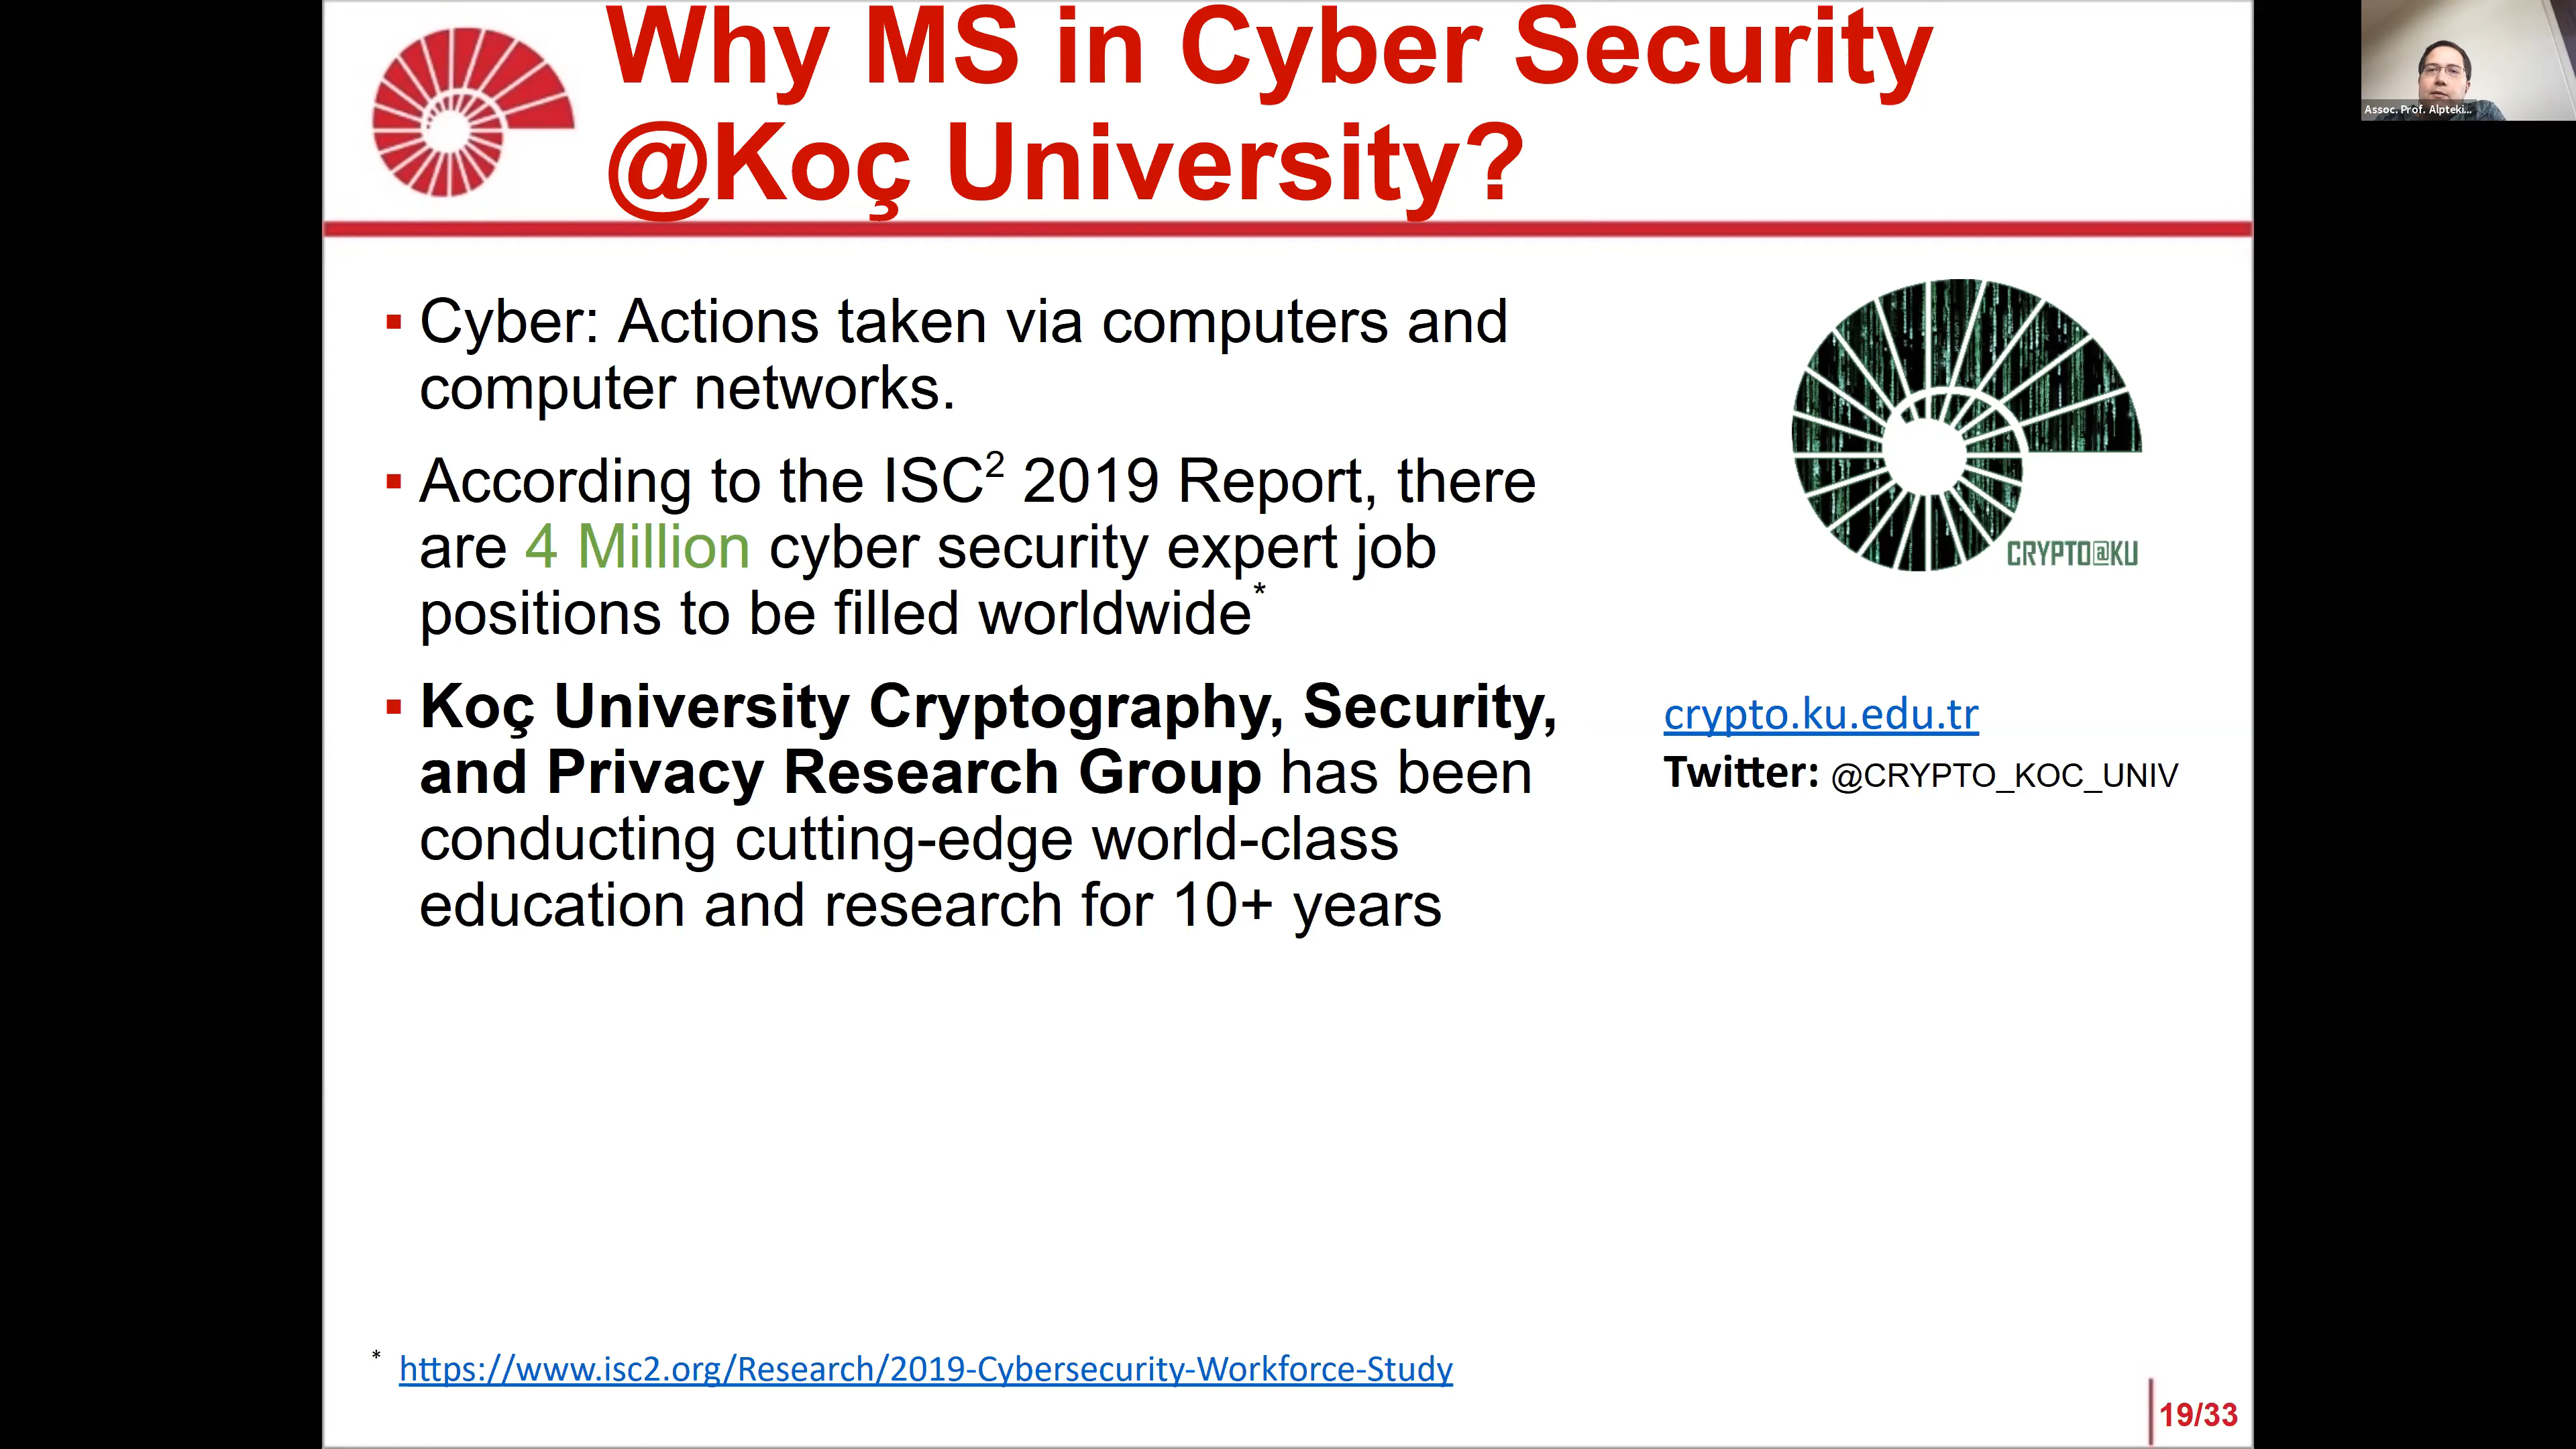 Why MS in Cyber Security
@Koç University?
Assoc. Prof. Alpteki...
▪ Cyber: Actions taken via computers and
computer networks.
▪ According to the ISC² 2019 Report, there
are 4 Million cyber security expert job
positions to be filled worldwide*
▪ Koç University Cryptography, Security,
and Privacy Research Group has been
conducting cutting-edge world-class
education and research for 10+ years
CRYPTO@KU
crypto.ku.edu.tr
Twitter: @CRYPTO_KOC_UNIV
* https://www.isc2.org/Research/2019-Cybersecurity-Workforce-Study
19/33